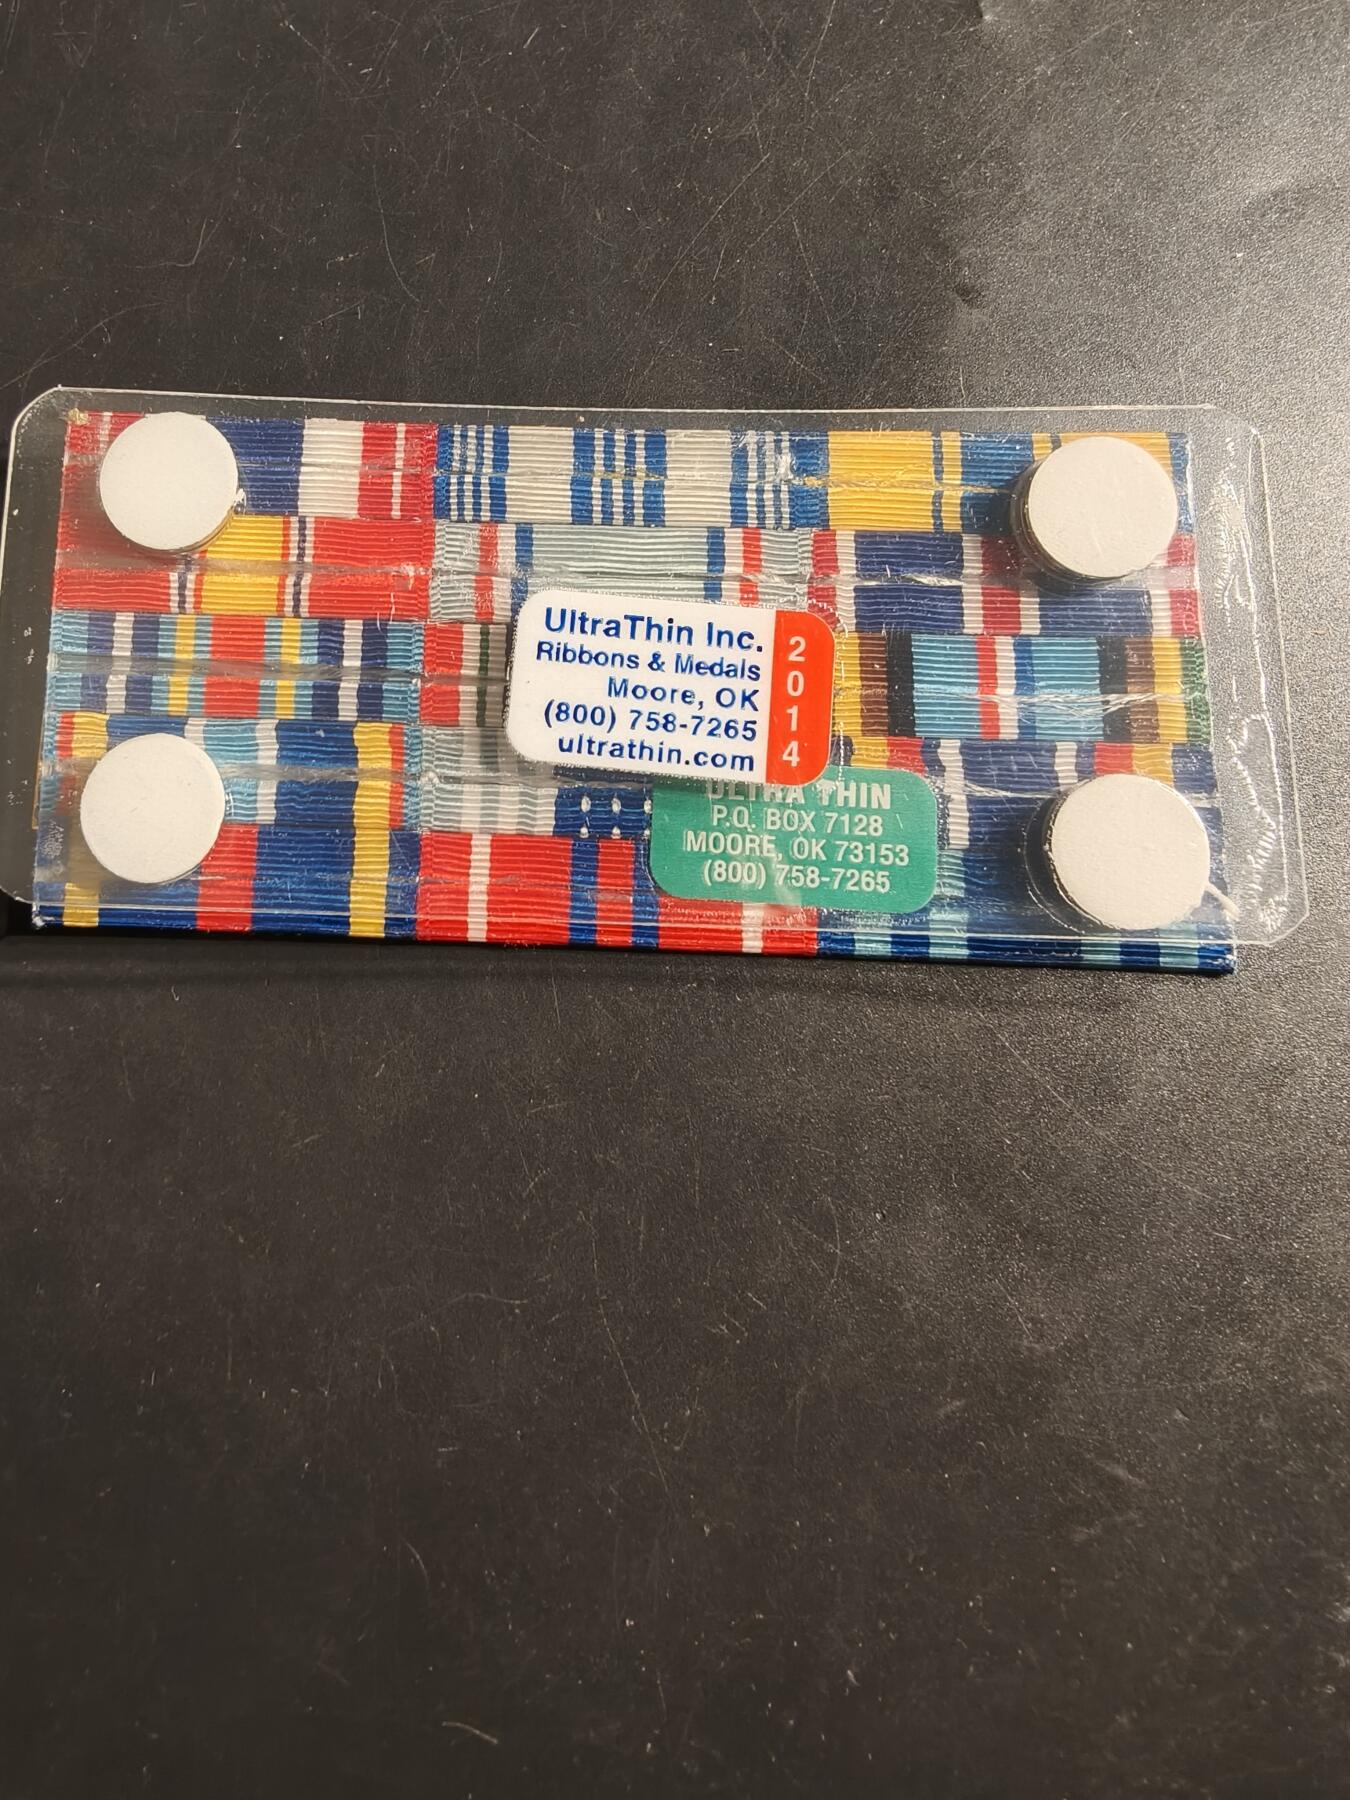 UltraThin Inc.
Ribbons & Medals
Moore, OK
(800) 758-7265
ultrathin.com
2014
ULTRA THIN
P.O. BOX 7128
MOORE, OK 73153
(800) 758-7265